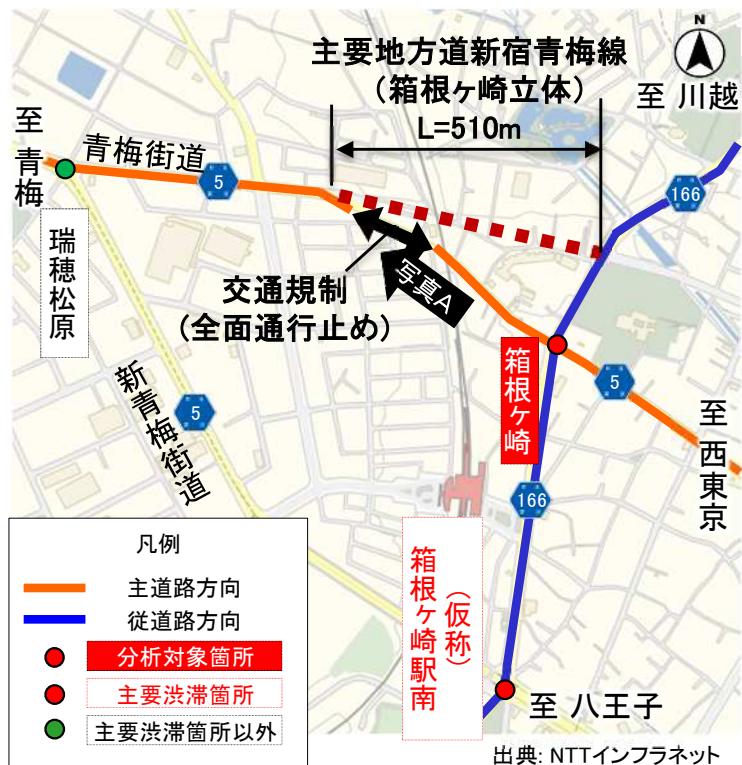 主要地方道新宿青梅線
（箱根ヶ崎立体）
L=510m
N
至 川越
至 青梅
青梅街道
5
166
瑞穂松原
交通規制
（全面通行止め）
写真A
新青梅街道
5
箱根ヶ崎
5
至 西東京
166
箱根ヶ崎駅南
（仮称）
至 八王子
凡例
主道路方向
従道路方向
分析対象箇所
主要渋滞箇所
主要渋滞箇所以外
出典: NTTインフラネット